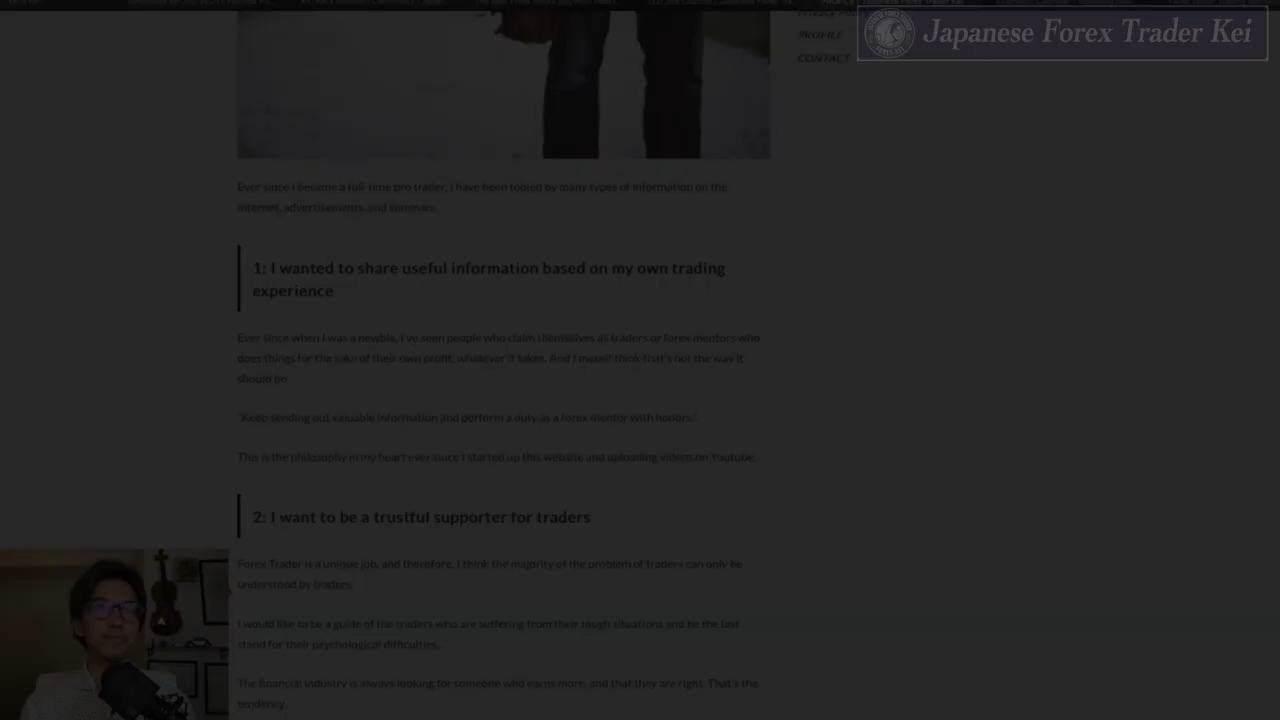 Japanese Forex Trader Kei
PROFILE
CONTACT
Ever since I became a full-time pro trader, I have been fooled by many types of information on the
internet, advertisements, and seminars.
1: I wanted to share useful information based on my own trading
experience
Ever since when I was a newbie, I've seen people who claim themselves as traders or forex mentors who
does things for the sake of their own profit, whatever it takes. And I myself think that's not the way it
should be.
"Keep sending out valuable information and perform a duty as a forex mentor with honors."
This is the philosophy in my heart ever since I started up this website and uploading videos on Youtube.
2: I want to be a trustful supporter for traders
Forex Trader is a unique job, and therefore, I think the majority of the problem of traders can only be
understood by traders.
I would like to be a guide of the traders who are suffering from their tough situations and be the last
stand for their psychological difficulties.
The financial industry is always looking for someone who earns more, and that they are right. That's the
tendency.